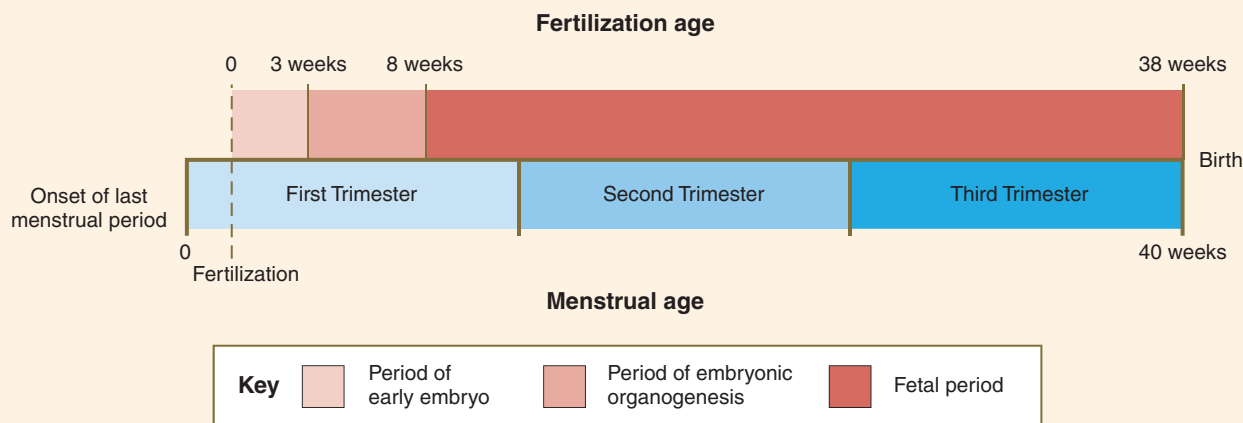 Fertilization age
0 3 weeks 8 weeks 38 weeks
Birth
First Trimester Second Trimester Third Trimester
Onset of last
menstrual period
0 40 weeks
Fertilization
Menstrual age
Key
Period of
early embryo
Period of embryonic
organogenesis
Fetal period